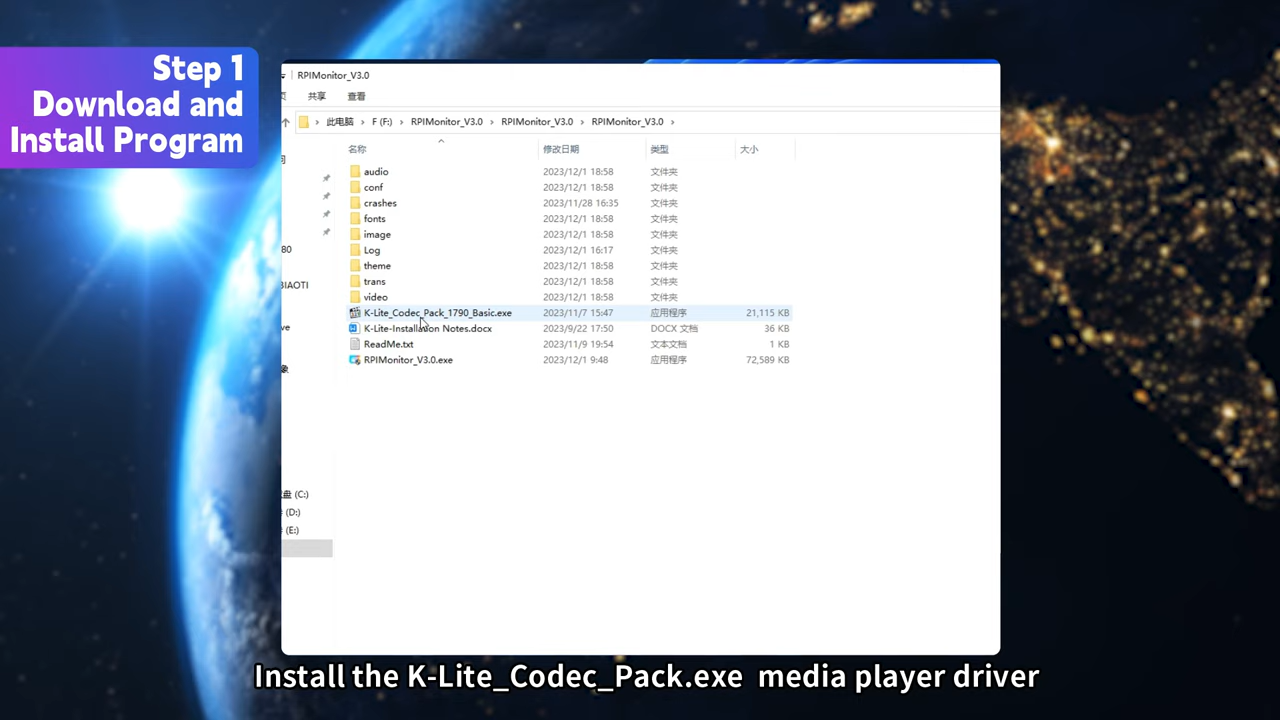 Step 1
Download and
Install Program
RPIMonitor_V3.0
页 共享 查看
此电脑 F (F:) RPIMonitor_V3.0 RPIMonitor_V3.0 RPIMonitor_V3.0
名称 修改日期 类型 大小
audio 2023/12/1 18:58 文件夹
conf 2023/12/1 18:58 文件夹
crashes 2023/11/28 16:35 文件夹
fonts 2023/12/1 18:58 文件夹
image 2023/12/1 18:58 文件夹
80
Log 2023/12/1 16:17 文件夹
theme 2023/12/1 18:58 文件夹
trans 2023/12/1 18:58 文件夹
BIAOTI
video 2023/12/1 18:58 文件夹
K-Lite_Codec_Pack_1790_Basic.exe 2023/11/7 15:47 应用程序 21,115 KB
K-Lite-Installation Notes.docx 2023/9/22 17:50 DOCX 文档 36 KB
ve
ReadMe.txt 2023/11/9 19:54 文本文档 1 KB
RPIMonitor_V3.0.exe 2023/12/1 9:48 应用程序 72,589 KB
象
盘 (C:)
(D:)
(E:)
Install the K-Lite_Codec_Pack.exe media player driver